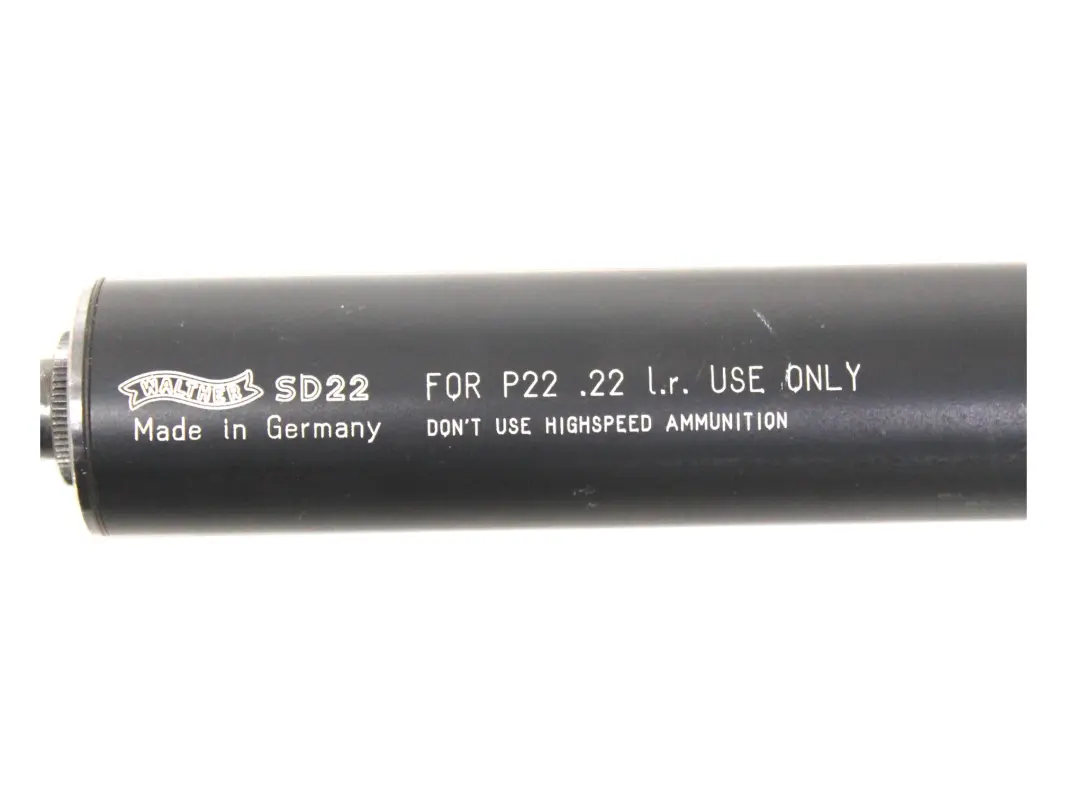 WALTHER SD22 FOR P22 .22 l.r. USE ONLY
Made in Germany DON'T USE HIGHSPEED AMMUNITION